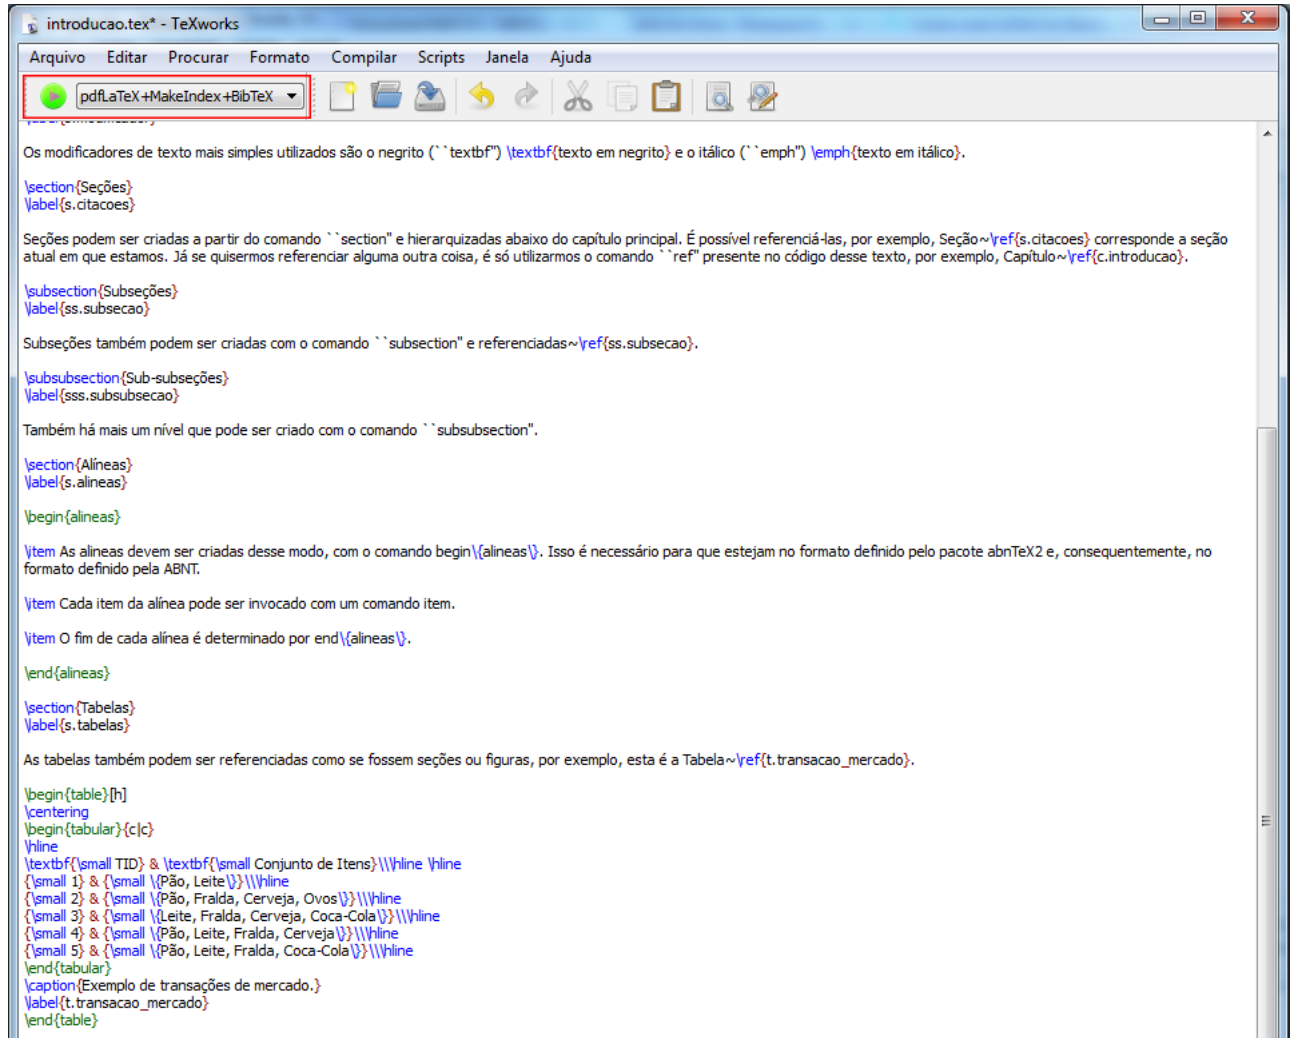 introducao.tex* - TeXworks
Arquivo Editar Procurar Formato Compilar Scripts Janela Ajuda
pdfLaTeX+MakeIndex+BibTeX
Os modificadores de texto mais simples utilizados são o negrito (``textbf") \textbf{texto em negrito} e o itálico (``emph") \emph{texto em itálico}.
\section{Seções}
\label{s.citacoes}
Seções podem ser criadas a partir do comando ``section" e hierarquizadas abaixo do capítulo principal. É possível referenciá-las, por exemplo, Seção~\ref{s.citacoes} corresponde a seção
atual em que estamos. Já se quisermos referenciar alguma outra coisa, é só utilizarmos o comando ``ref" presente no código desse texto, por exemplo, Capítulo~\ref{c.introducao}.
\subsection{Subseções}
\label{ss.subsecao}
Subseções também podem ser criadas com o comando ``subsection" e referenciadas~\ref{ss.subsecao}.
\subsubsection{Sub-subseções}
\label{sss.subsubsecao}
Também há mais um nível que pode ser criado com o comando ``subsubsection".
\section{Alíneas}
\label{s.alineas}
\begin{alineas}
\item As alineas devem ser criadas desse modo, com o comando begin\{alineas\}. Isso é necessário para que estejam no formato definido pelo pacote abnTeX2 e, consequentemente, no
formato definido pela ABNT.
\item Cada item da alínea pode ser invocado com um comando item.
\item O fim de cada alínea é determinado por end\{alineas\}.
\end{alineas}
\section{Tabelas}
\label{s.tabelas}
As tabelas também podem ser referenciadas como se fossem seções ou figuras, por exemplo, esta é a Tabela~\ref{t.transacao_mercado}.
\begin{table}[h]
\centering
\begin{tabular}{c|c}
\hline
\textbf{\small TID} & \textbf{\small Conjunto de Itens}\\\hline \hline
{\small 1} & {\small \{Pão, Leite\}}\\\hline
{\small 2} & {\small \{Pão, Fralda, Cerveja, Ovos\}}\\\hline
{\small 3} & {\small \{Leite, Fralda, Cerveja, Coca-Cola\}}\\\hline
{\small 4} & {\small \{Pão, Leite, Fralda, Cerveja\}}\\\hline
{\small 5} & {\small \{Pão, Leite, Fralda, Coca-Cola\}}\\\hline
\end{tabular}
\caption{Exemplo de transações de mercado.}
\label{t.transacao_mercado}
\end{table}